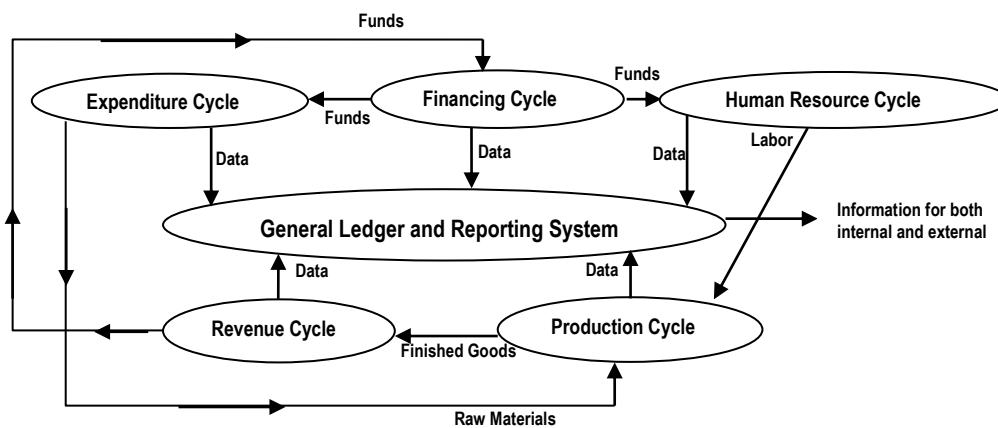 Funds
Expenditure Cycle
Funds
Financing Cycle
Funds
Human Resource Cycle
Data
Data
Data
Labor
General Ledger and Reporting System
Information for both
internal and external
Data
Data
Revenue Cycle
Finished Goods
Production Cycle
Raw Materials